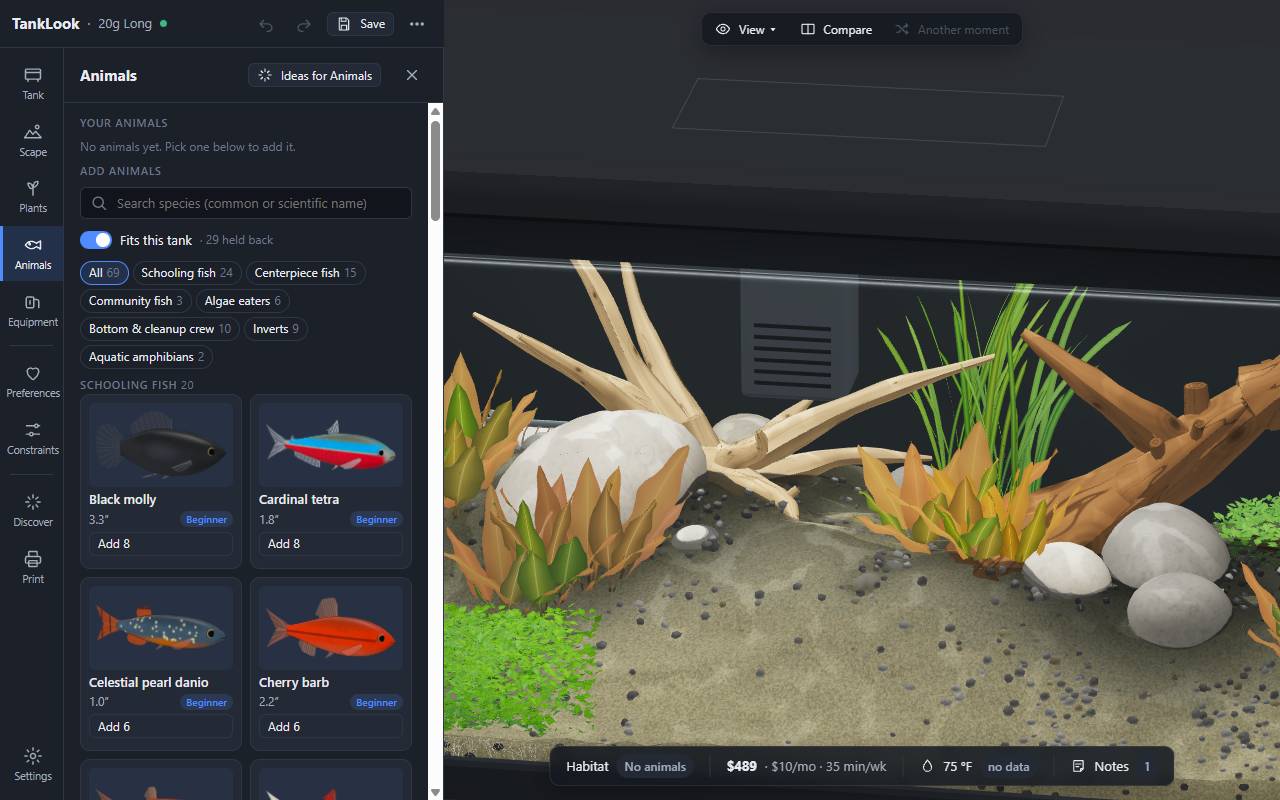 TankLook · 20g Long
Save
View
Compare
Another moment
Tank
Scape
Plants
Animals
Equipment
Preferences
Constraints
Discover
Print
Settings
Animals
Ideas for Animals
YOUR ANIMALS
No animals yet. Pick one below to add it.
ADD ANIMALS
Search species (common or scientific name)
Fits this tank · 29 held back
All 69
Schooling fish 24
Centerpiece fish 15
Community fish 3
Algae eaters 6
Bottom & cleanup crew 10
Inverts 9
Aquatic amphibians 2
SCHOOLING FISH 20
Black molly
3.3″
Beginner
Add 8
Cardinal tetra
1.8″
Beginner
Add 8
Celestial pearl danio
1.0″
Beginner
Add 6
Cherry barb
2.2″
Beginner
Add 6
Habitat No animals
$489 · $10/mo · 35 min/wk
75 °F no data
Notes 1